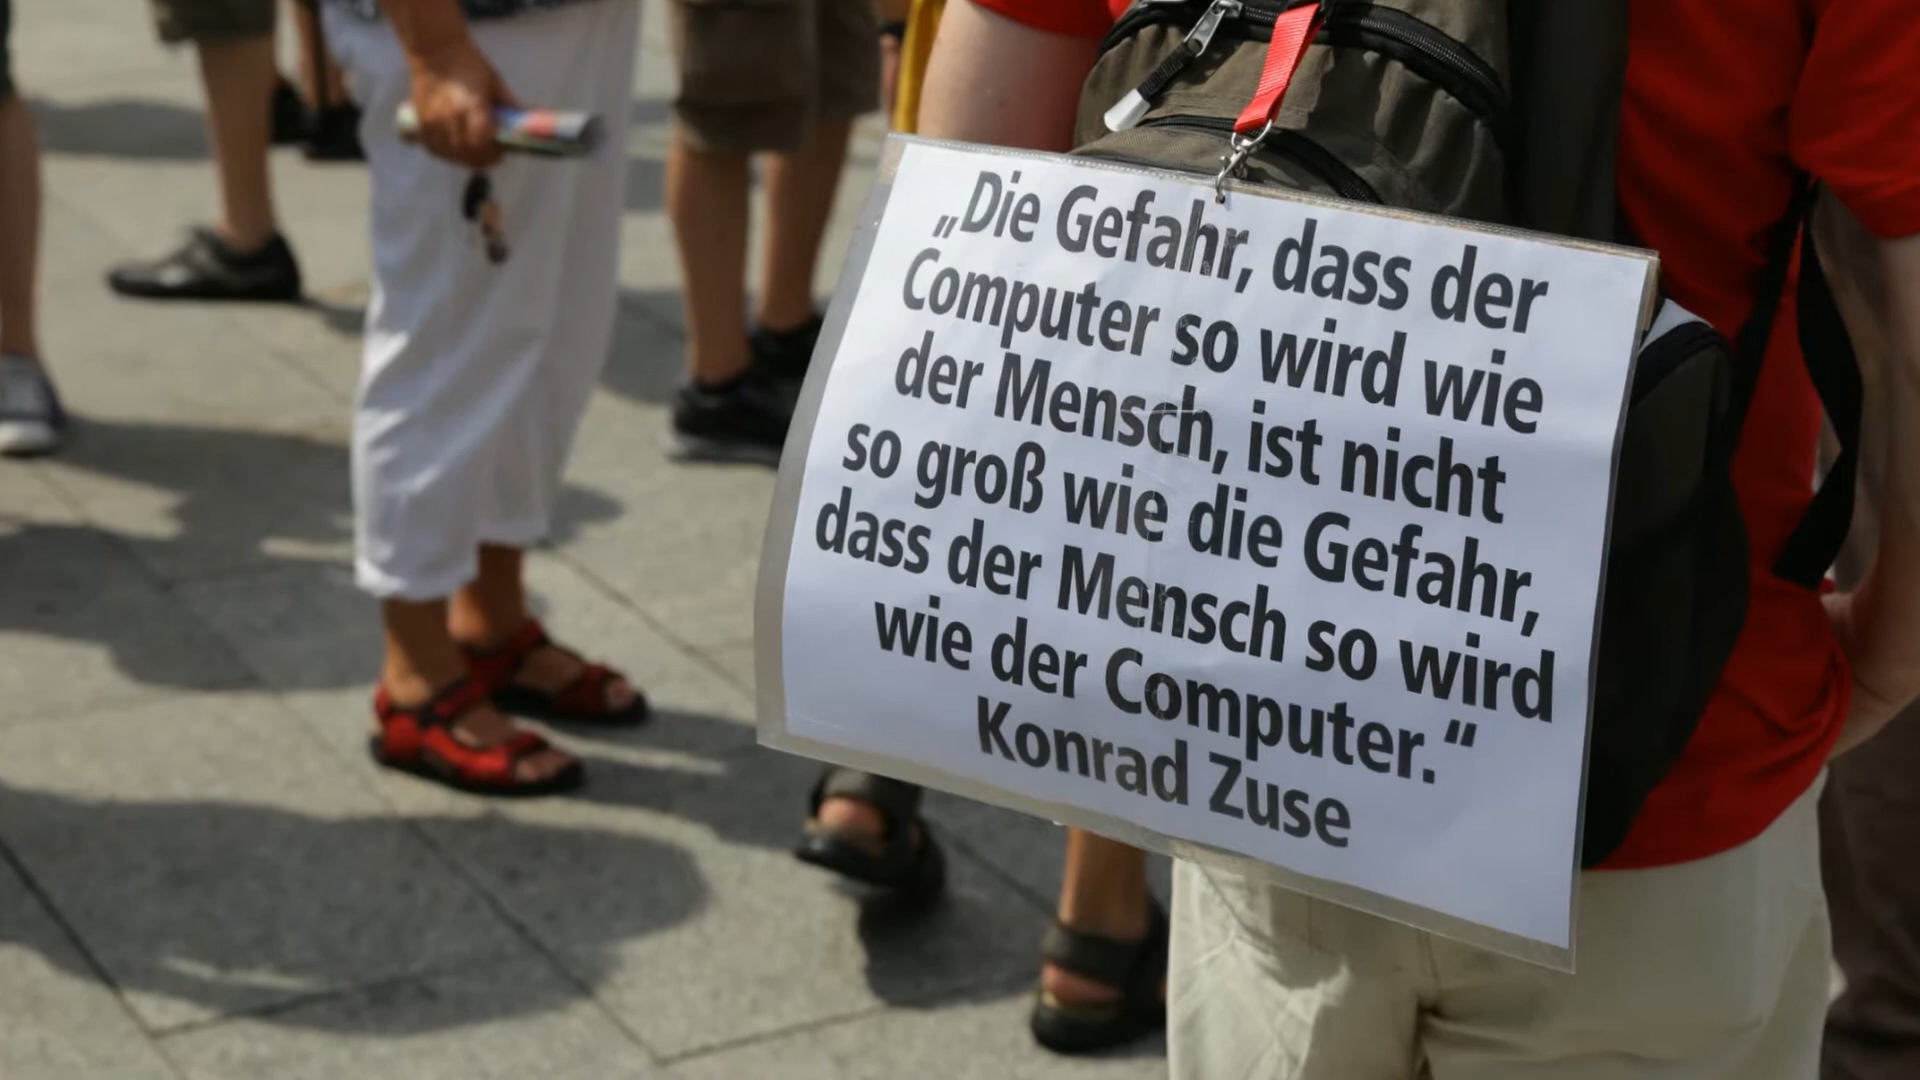 „Die Gefahr, dass der
Computer so wird wie
der Mensch, ist nicht
so groß wie die Gefahr,
dass der Mensch so wird
wie der Computer.“
Konrad Zuse